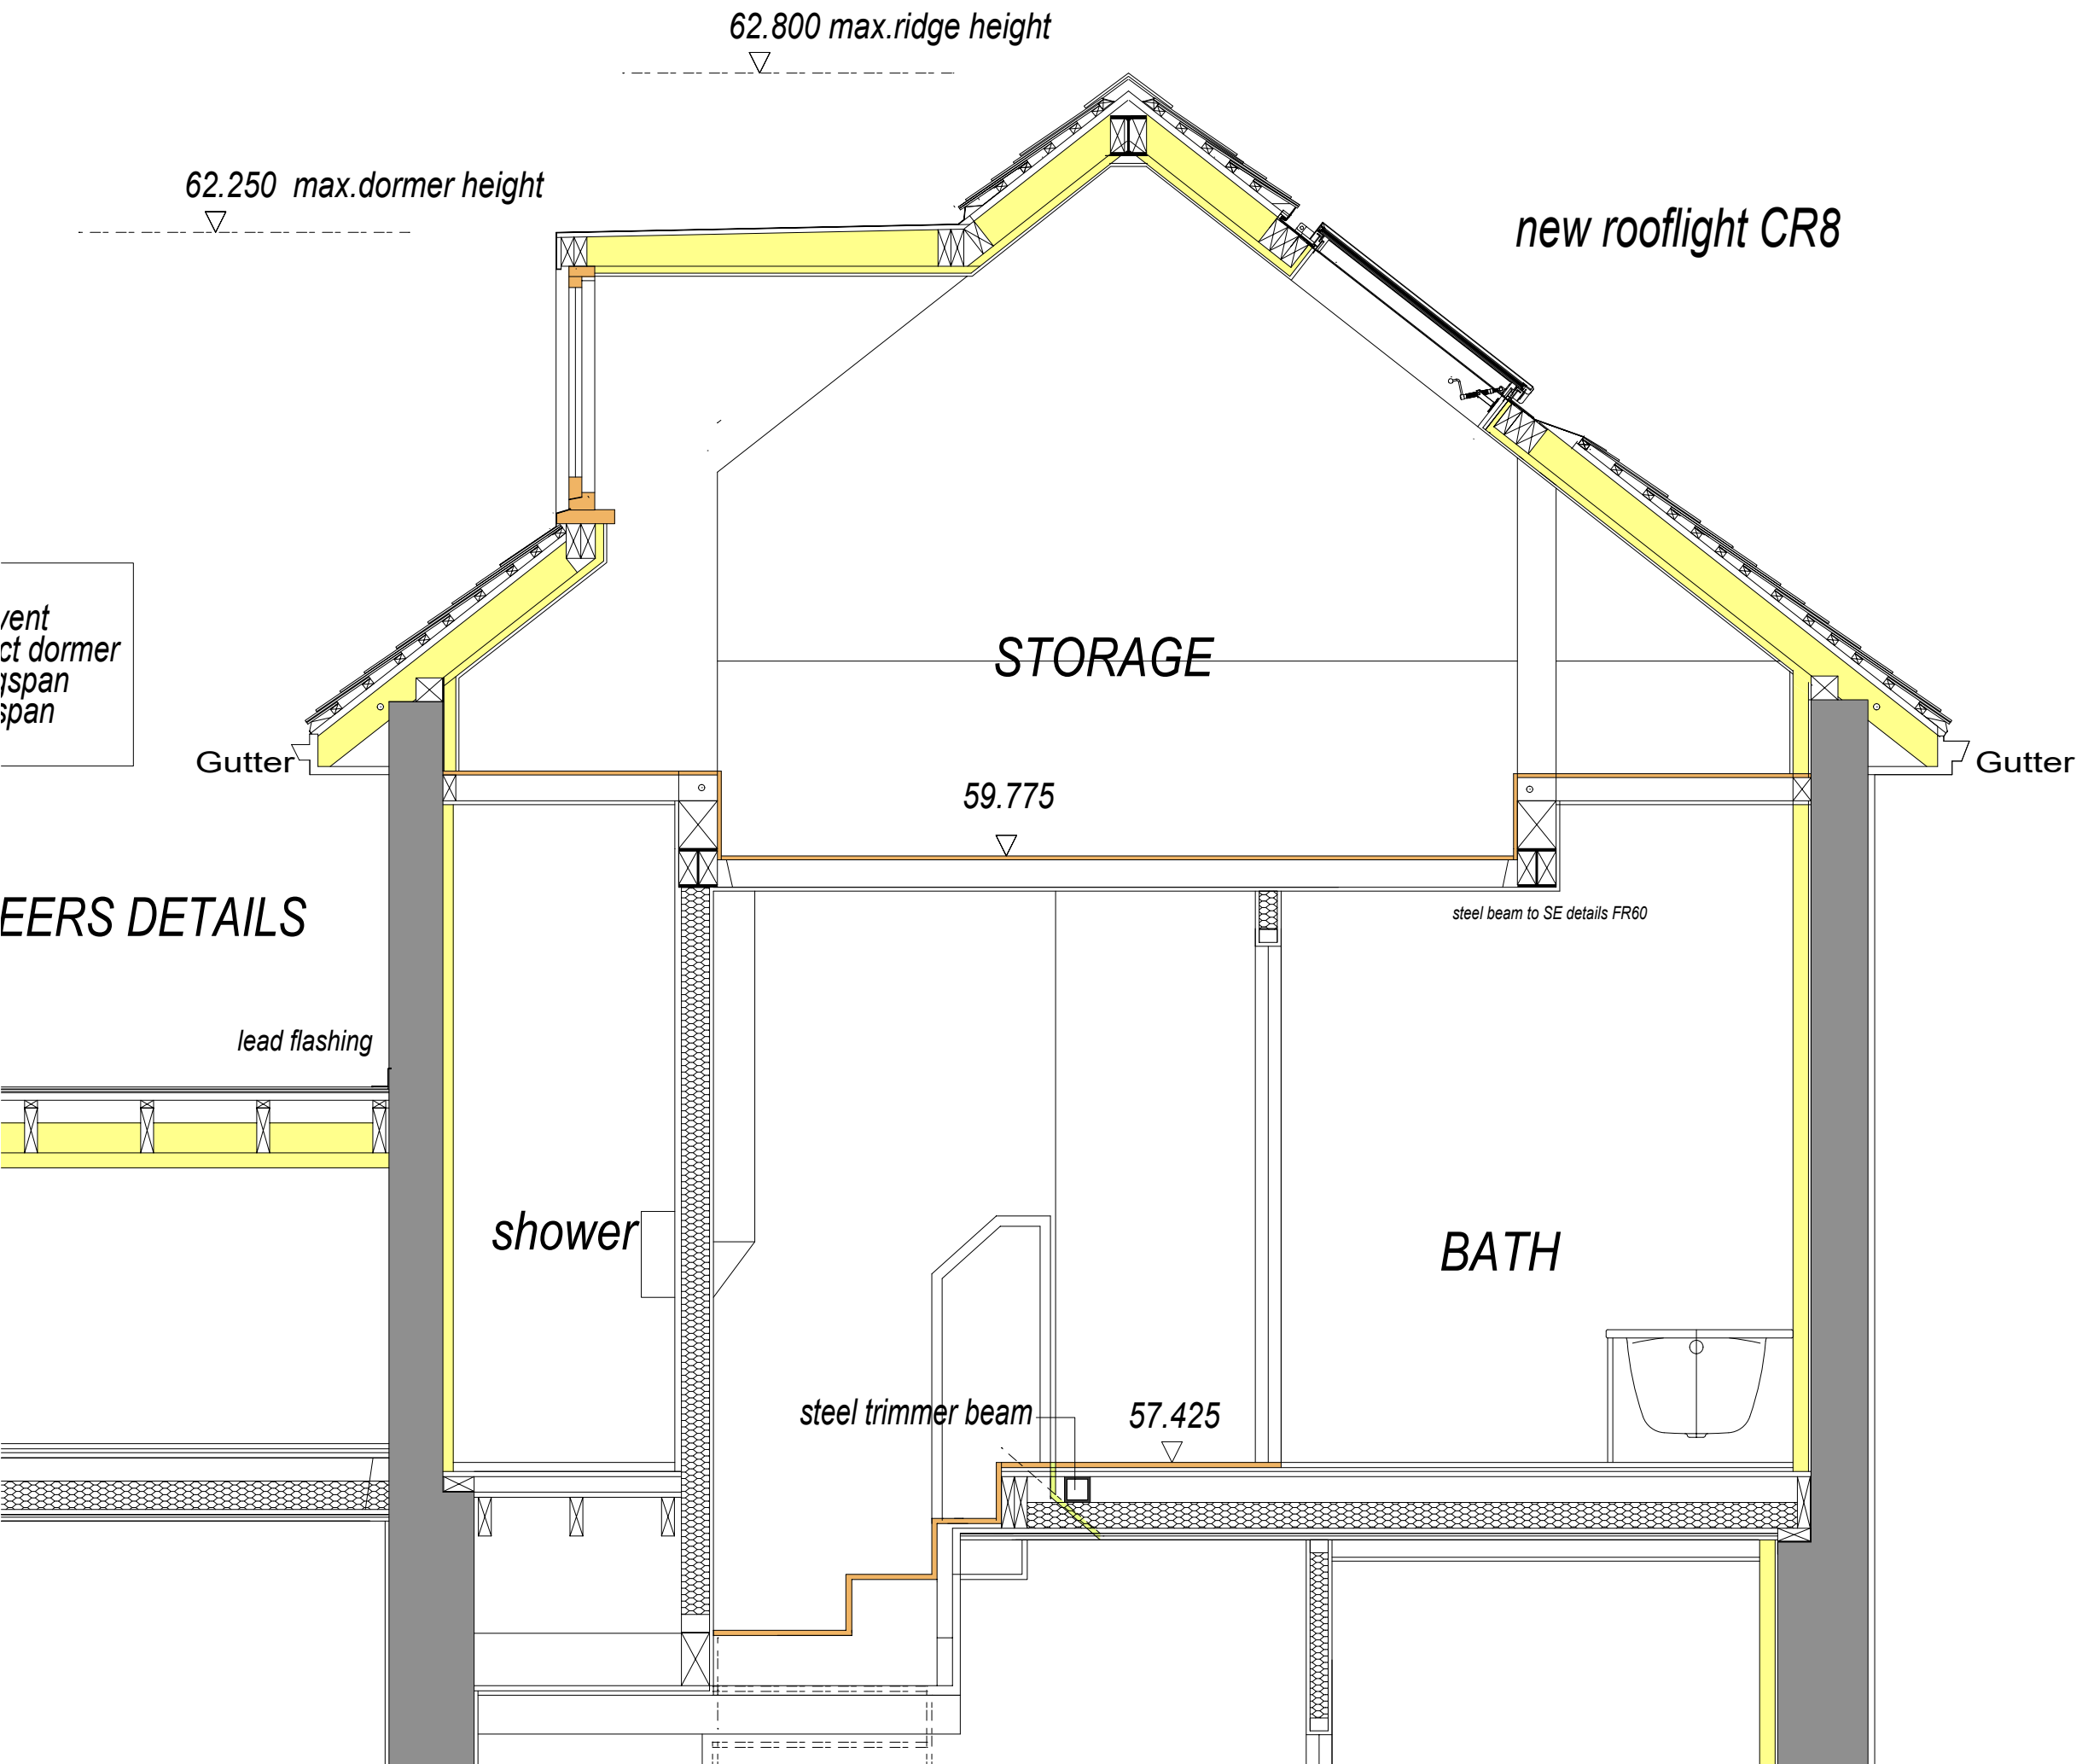 62.800 max.ridge height
62.250 max.dormer height
new rooflight CR8
vent
ct dormer
gspan
span
STORAGE
Gutter
Gutter
59.775
EERS DETAILS
steel beam to SE details FR60
lead flashing
shower
BATH
steel trimmer beam
57.425